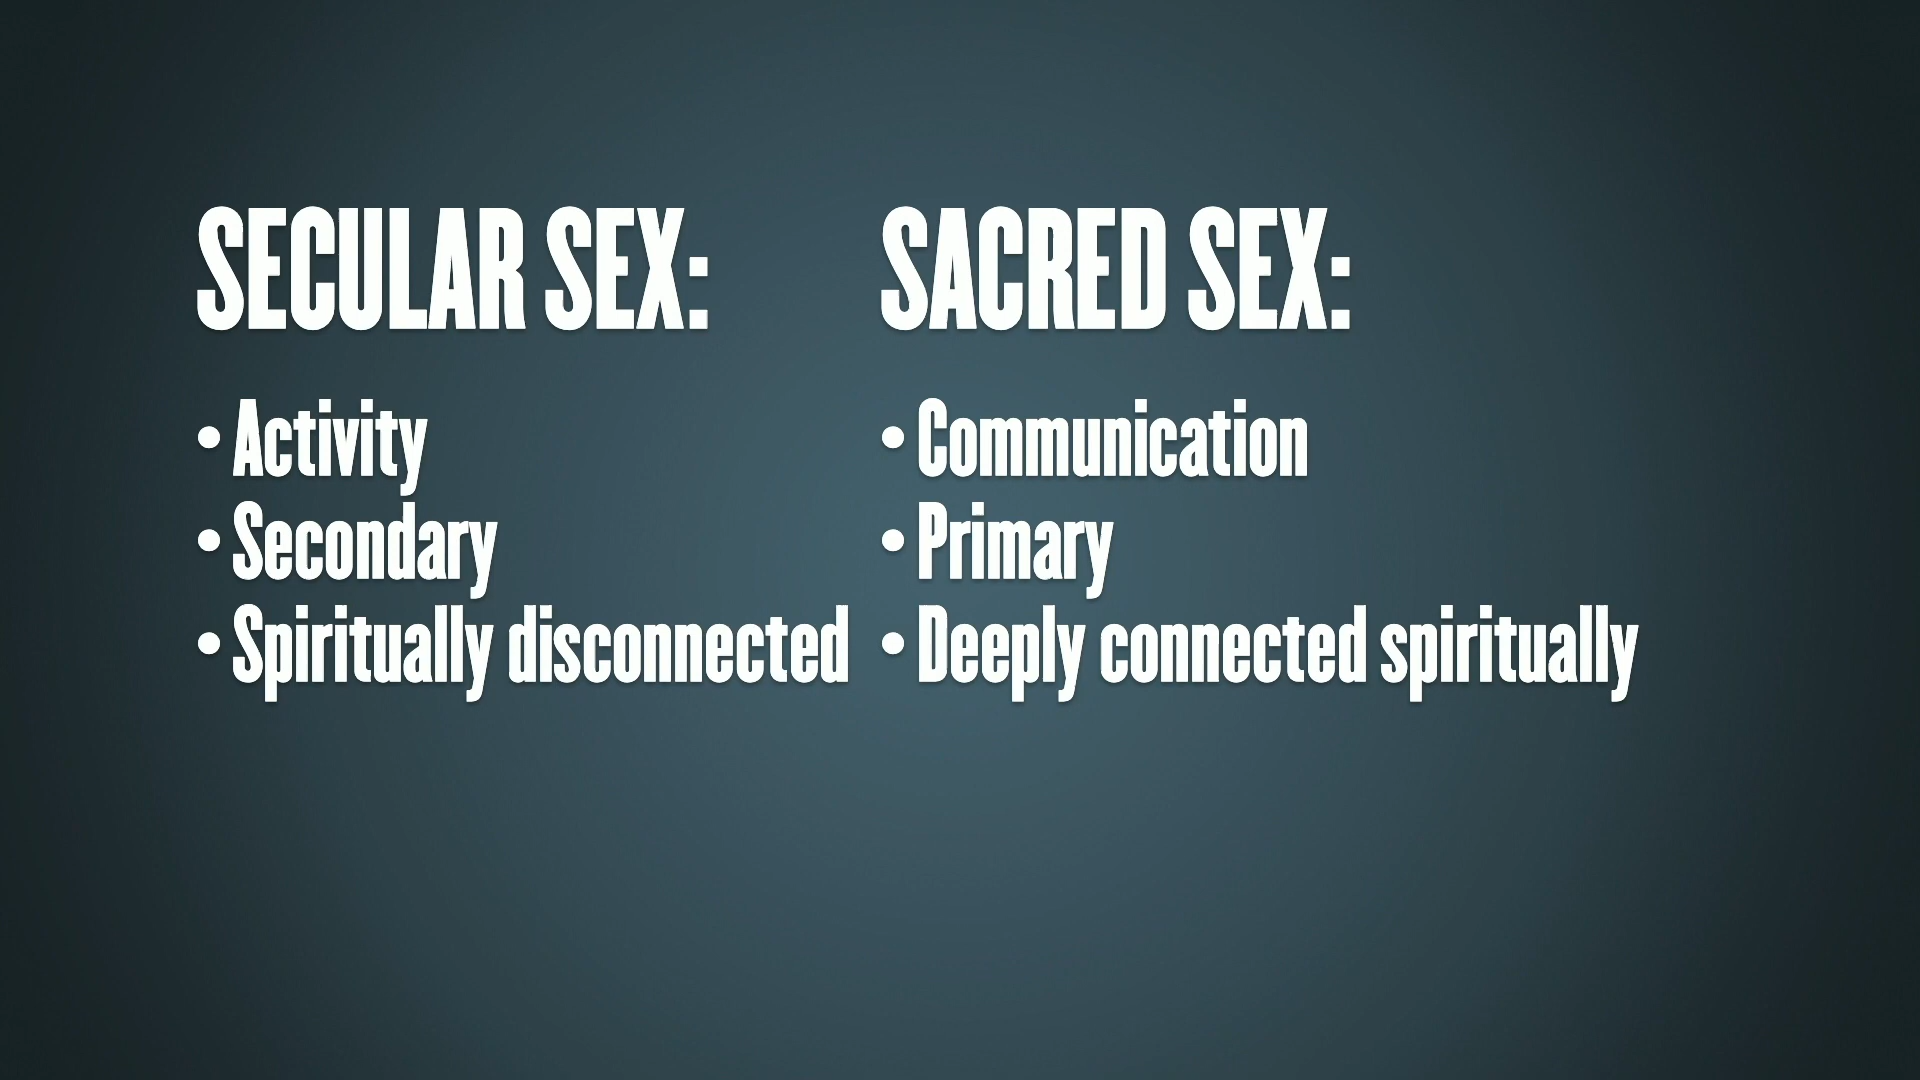 SECULAR SEX:
• Activity
• Secondary
• Spiritually disconnected
SACRED SEX:
• Communication
• Primary
• Deeply connected spiritually